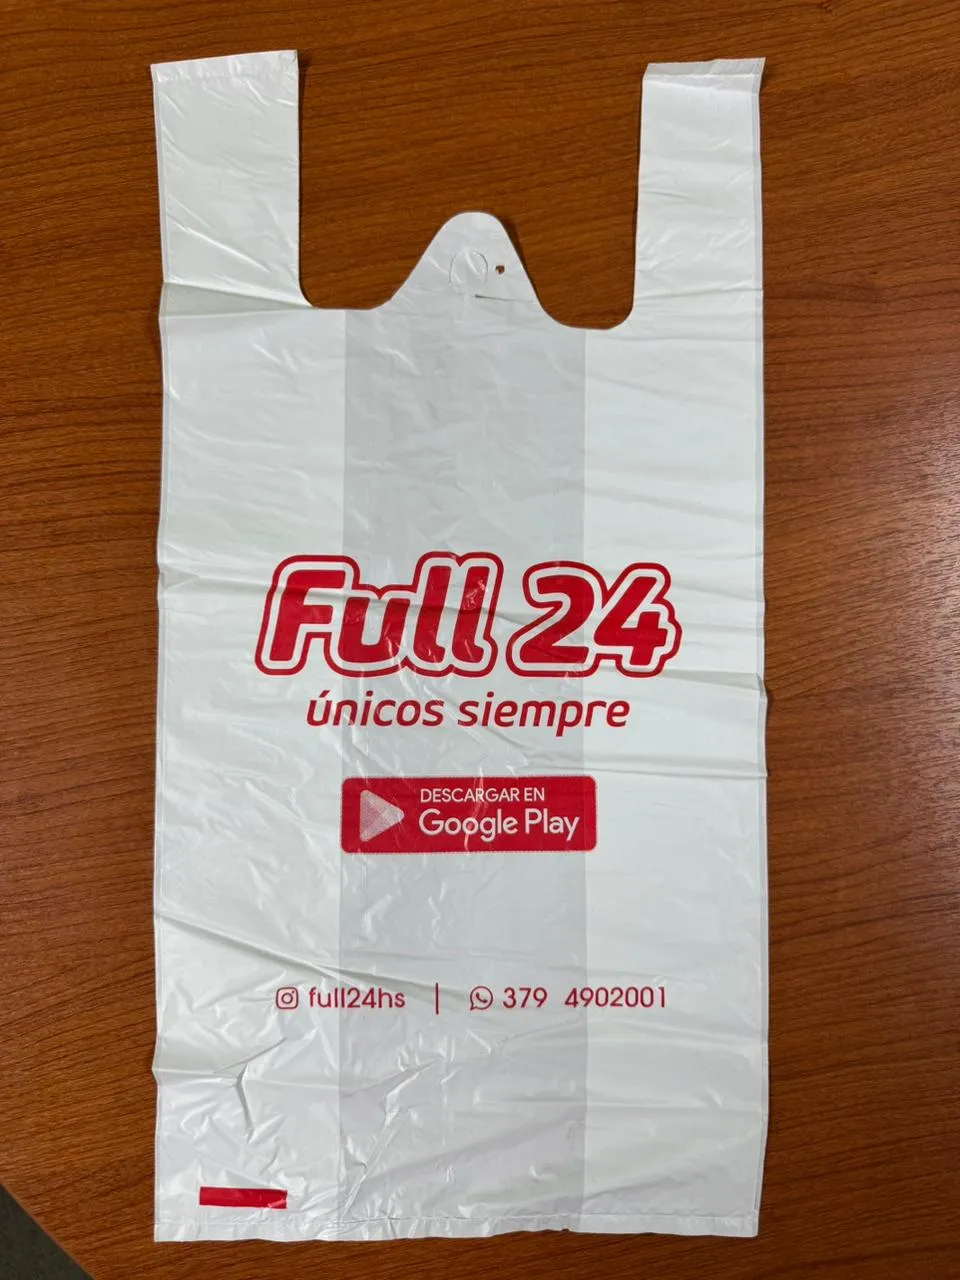 Full 24
únicos siempre
DESCARGAR EN
Google Play
full24hs | 379 4902001